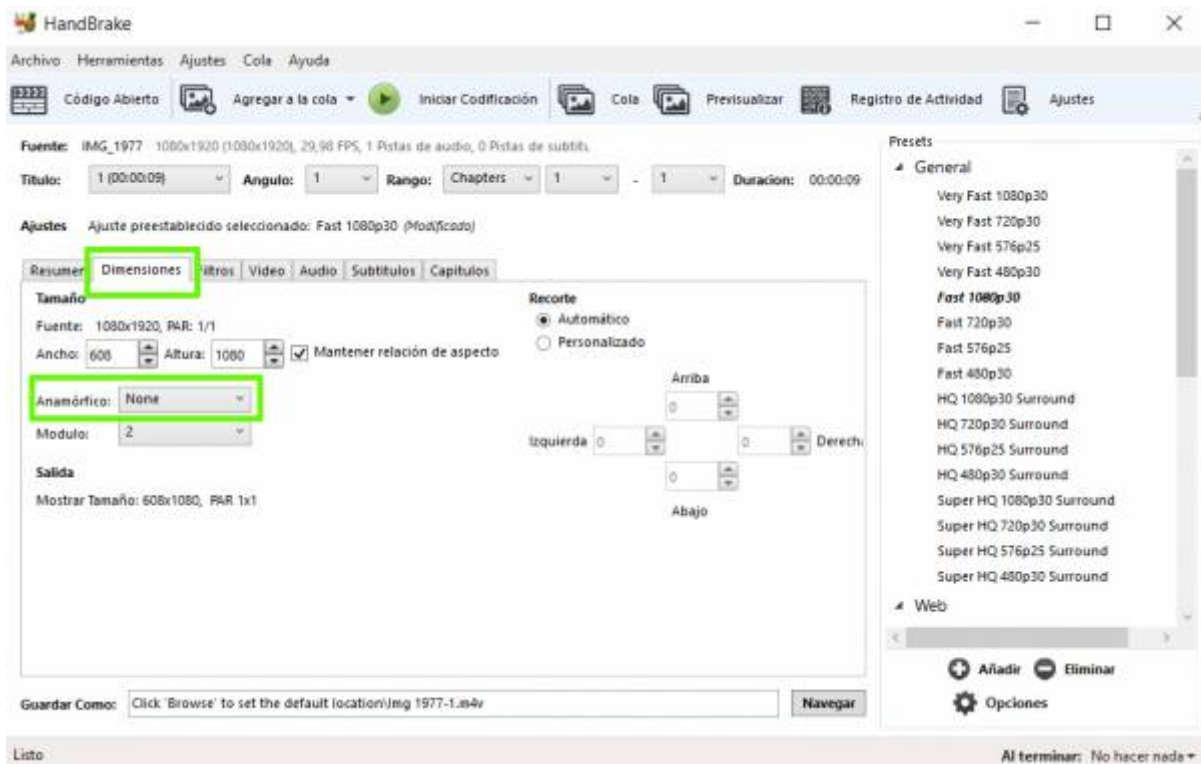 HandBrake
Archivo Herramientas Ajustes Cola Ayuda
Código Abierto Agregar a la cola Iniciar Codificación Cola Previsualizar Registro de Actividad Ajustes
Fuente: IMG_1977 1080x1920 (1080x1920), 29,98 FPS, 1 Pistas de audio, 0 Pistas de subtítu
Título: 1 (00:00:09) Angulo: 1 Rango: Chapters 1 - 1 Duracion: 00:00:09
Ajustes Ajuste preestablecido seleccionado: Fast 1080p30 (Modificado)
Resumen Dimensiones Filtros Video Audio Subtítulos Capitulos
Tamaño
Fuente: 1080x1920, PAR: 1/1
Ancho: 608 Altura: 1080 Mantener relación de aspecto
Anamórfico: None
Modulo: 2
Salida
Mostrar Tamaño: 608x1080, PAR 1x1
Recorte
Automático
Personalizado
Arriba
0
Izquierda 0 0 Derecha
0
Abajo
Guardar Como: Click 'Browse' to set the default location\Img 1977-1.m4v Navegar
Presets
General
Very Fast 1080p30
Very Fast 720p30
Very Fast 576p25
Very Fast 480p30
Fast 1080p30
Fast 720p30
Fast 576p25
Fast 480p30
HQ 1080p30 Surround
HQ 720p30 Surround
HQ 576p25 Surround
HQ 480p30 Surround
Super HQ 1080p30 Surround
Super HQ 720p30 Surround
Super HQ 576p25 Surround
Super HQ 480p30 Surround
Web
Añadir Eliminar
Opciones
Listo
Al terminar: No hacer nada